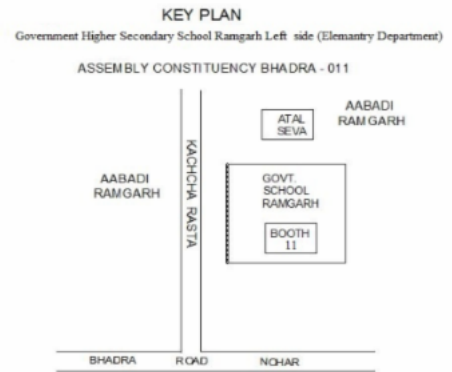 KEY PLAN
Government Higher Secondary School Ramgarh Left side (Elemantry Department)
ASSEMBLY CONSTITUENCY BHADRA - 011
ATAL
SEVA
AABADI
RAMGARH
AABADI
RAMGARH
KACHCHA RASTA
GOVT.
SCHOOL
RAMGARH
BOOTH
11
BHADRA ROAD NOHAR